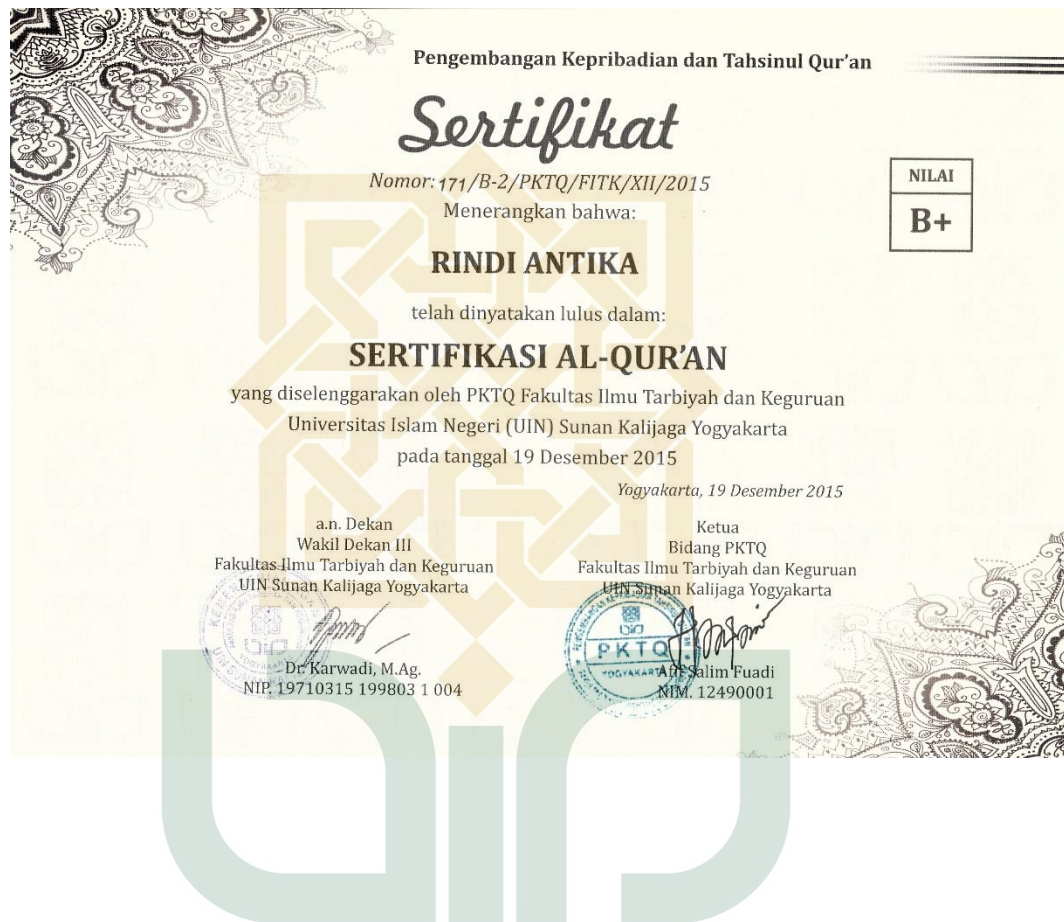 Pengembangan Kepribadian dan Tahsinul Qur'an
Sertifikat
Nomor: 171/B-2/PKTQ/FITK/XII/2015
NILAI
B+
Menerangkan bahwa:
RINDI ANTIKA
telah dinyatakan lulus dalam:
SERTIFIKASI AL-QUR'AN
yang diselenggarakan oleh PKTQ Fakultas Ilmu Tarbiyah dan Keguruan
Universitas Islam Negeri (UIN) Sunan Kalijaga Yogyakarta
pada tanggal 19 Desember 2015
Yogyakarta, 19 Desember 2015
a.n. Dekan
Wakil Dekan III
Fakultas Ilmu Tarbiyah dan Keguruan
UIN Sunan Kalijaga Yogyakarta
Dr. Karwadi, M.Ag.
NIP. 19710315 199803 1 004
Ketua
Bidang PKTQ
Fakultas Ilmu Tarbiyah dan Keguruan
UIN Sunan Kalijaga Yogyakarta
PKTQ
YOGYAKARTA
Afif Salim Fuadi
NIM. 12490001